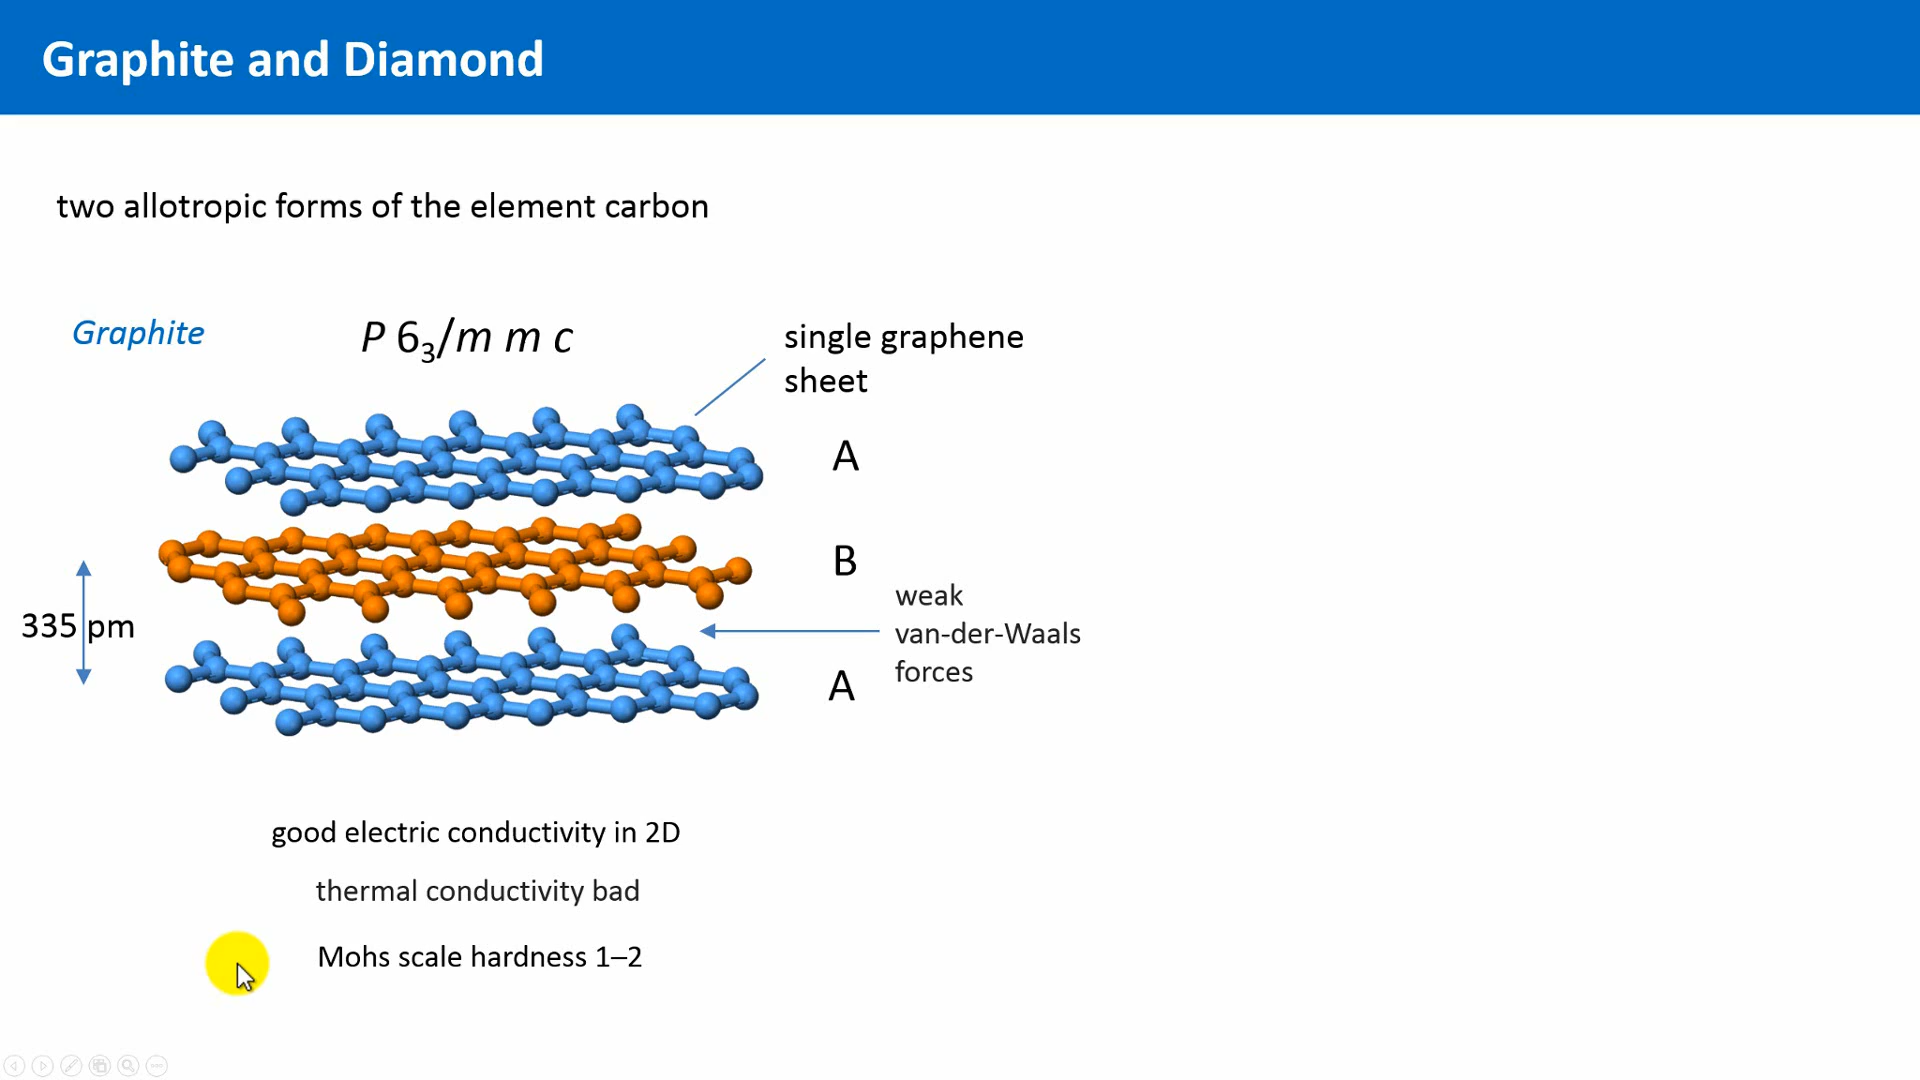 Graphite and Diamond
two allotropic forms of the element carbon
Graphite
P 6₃/m m c
single graphene
sheet
A
B
weak
van-der-Waals
forces
335 pm
A
good electric conductivity in 2D
thermal conductivity bad
Mohs scale hardness 1–2